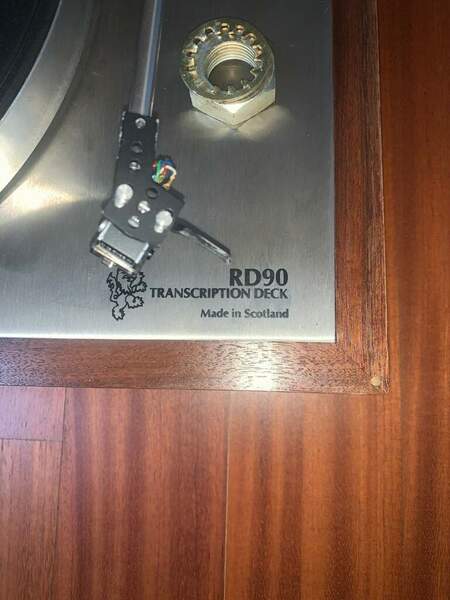 RD90
TRANSCRIPTION DECK
Made in Scotland